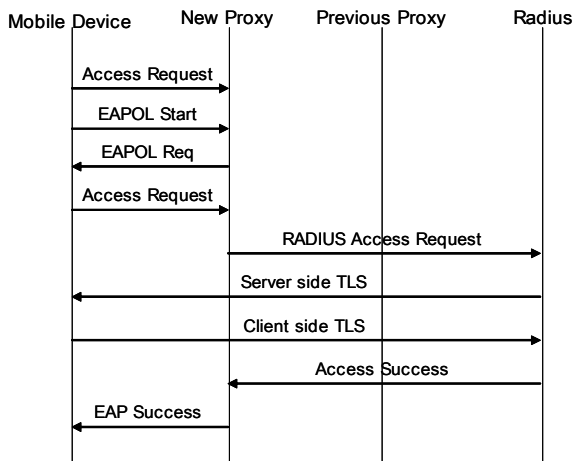 Mobile Device New Proxy Previous Proxy Radius
Access Request
EAPOL Start
EAPOL Req
Access Request
RADIUS Access Request
Server side TLS
Client side TLS
Access Success
EAP Success